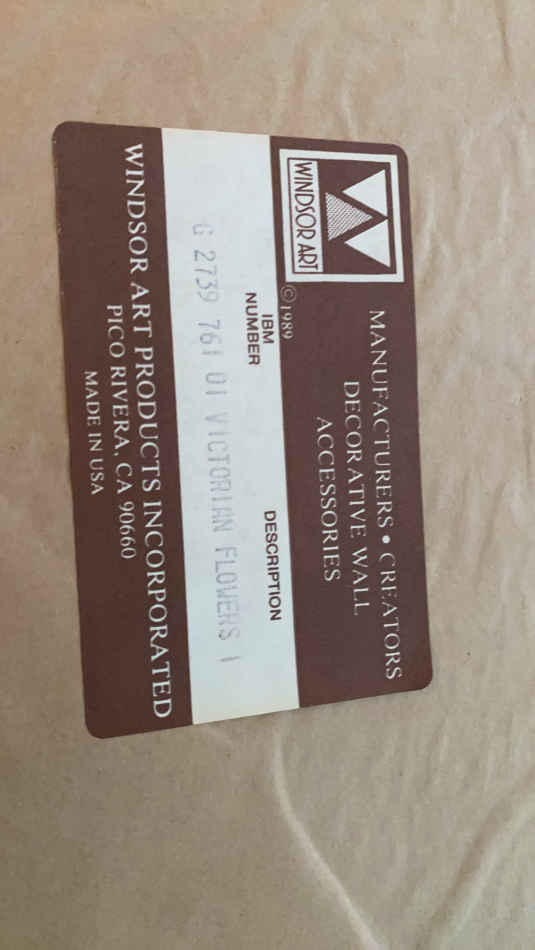 WINDSOR ART
MANUFACTURERS • CREATORS
DECORATIVE WALL
ACCESSORIES
© 1989
IBM
NUMBER
DESCRIPTION
G 2739 761 01 VICTORIAN FLOWERS I
WINDSOR ART PRODUCTS INCORPORATED
PICO RIVERA, CA 90660
MADE IN USA